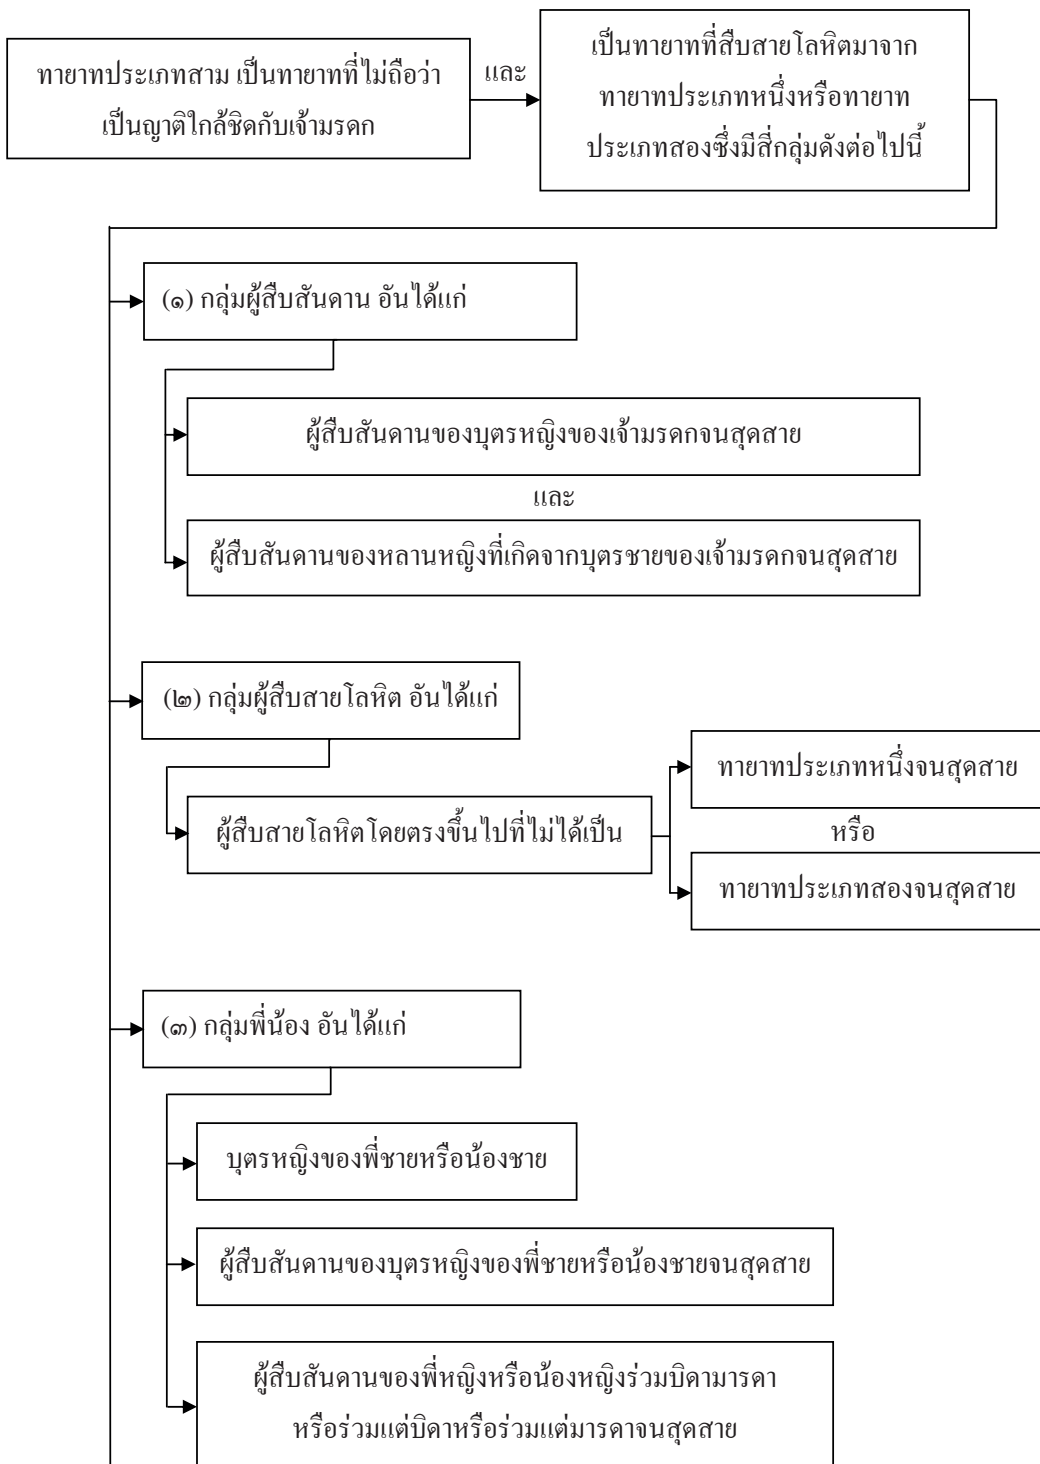 ทายาทประเภทสาม เป็นทายาทที่ไม่ถือว่า
เป็นญาติใกล้ชิดกับเจ้ามรดก
และ
เป็นทายาทที่สืบสายโลหิตมาจาก
ทายาทประเภทหนึ่งหรือทายาท
ประเภทสองซึ่งมีสี่กลุ่มดังต่อไปนี้
(๑) กลุ่มผู้สืบสันดาน อันได้แก่
ผู้สืบสันดานของบุตรหญิงของเจ้ามรดกจนสุดสาย
และ
ผู้สืบสันดานของหลานหญิงที่เกิดจากบุตรชายของเจ้ามรดกจนสุดสาย
(๒) กลุ่มผู้สืบสายโลหิต อันได้แก่
ผู้สืบสายโลหิตโดยตรงขึ้นไปที่ไม่ได้เป็น
ทายาทประเภทหนึ่งจนสุดสาย
หรือ
ทายาทประเภทสองจนสุดสาย
(๓) กลุ่มพี่น้อง อันได้แก่
บุตรหญิงของพี่ชายหรือน้องชาย
ผู้สืบสันดานของบุตรหญิงของพี่ชายหรือน้องชายจนสุดสาย
ผู้สืบสันดานของพี่หญิงหรือน้องหญิงร่วมบิดามารดา
หรือร่วมแต่บิดาหรือร่วมแต่มารดาจนสุดสาย